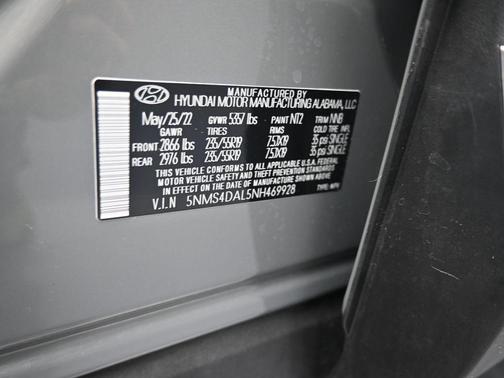 MANUFACTURED BY
HYUNDAI MOTOR MANUFACTURING ALABAMA, LLC
May/25/22 GVWR 5357 lbs PAINT NT2 TRIM NNB
GAWR TIRES RIMS COLD TIRE INF.
FRONT 2866 lbs 235/55R19 7.5JX19 35 psi SINGLE
REAR 2976 lbs 235/55R19 7.5JX19 35 psi SINGLE
THIS VEHICLE CONFORMS TO ALL APPLICABLE U.S. FEDERAL
MOTOR VEHICLE SAFETY AND THEFT PREVENTION STANDARDS
IN EFFECT ON THE DATE OF MANUFACTURE SHOWN ABOVE.
V.I.N 5NMS4DAL5NH469928 TYPE: MPV